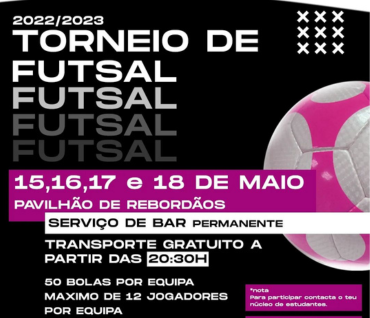 2022/2023
TORNEIO DE
FUTSAL
FUTSAL
FUTSAL
FUTSAL
15,16,17 e 18 DE MAIO
PAVILHÃO DE REBORDÃOS
SERVIÇO DE BAR PERMANENTE
TRANSPORTE GRATUITO A
PARTIR DAS 20:30H
50 BOLAS POR EQUIPA
MAXIMO DE 12 JOGADORES
POR EQUIPA
*nota
Para participar contacta o teu
núcleo de estudantes.